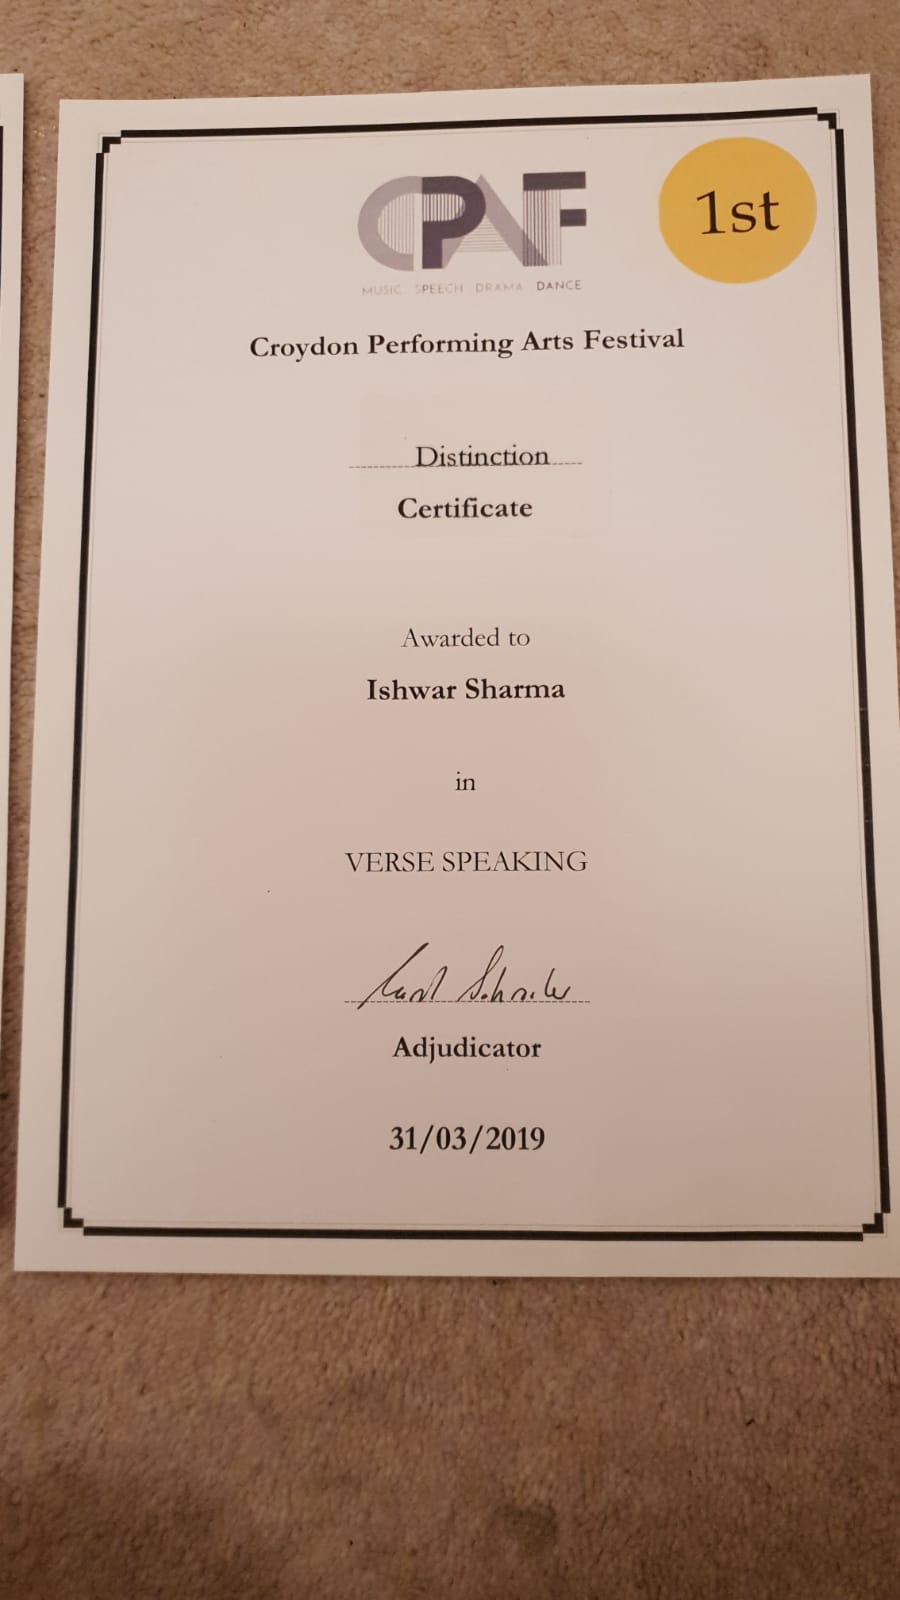 CPAF
1st
MUSIC SPEECH DRAMA DANCE
Croydon Performing Arts Festival
Distinction
Certificate
Awarded to
Ishwar Sharma
in
VERSE SPEAKING
Adjudicator
31/03/2019